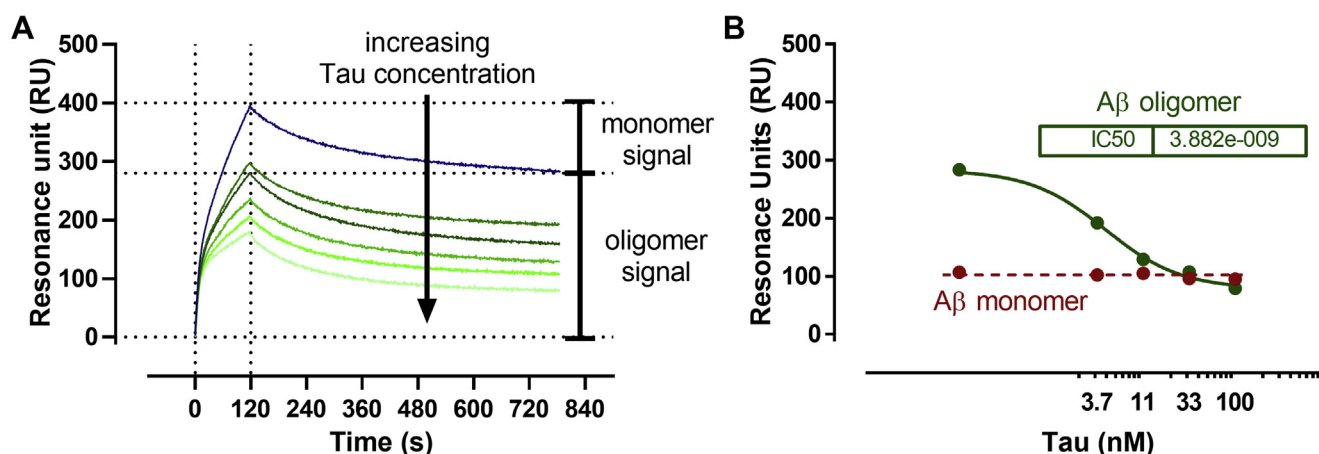 A
Resonance unit (RU)
500
400
300
200
100
0
increasing
Tau concentration
monomer
signal
oligomer
signal
0 120 240 360 480 600 720 840
Time (s)
B
Resonace Units (RU)
500
400
300
200
100
0
Aβ oligomer
IC50 3.882e-009
Aβ monomer
3.7 11 33 100
Tau (nM)